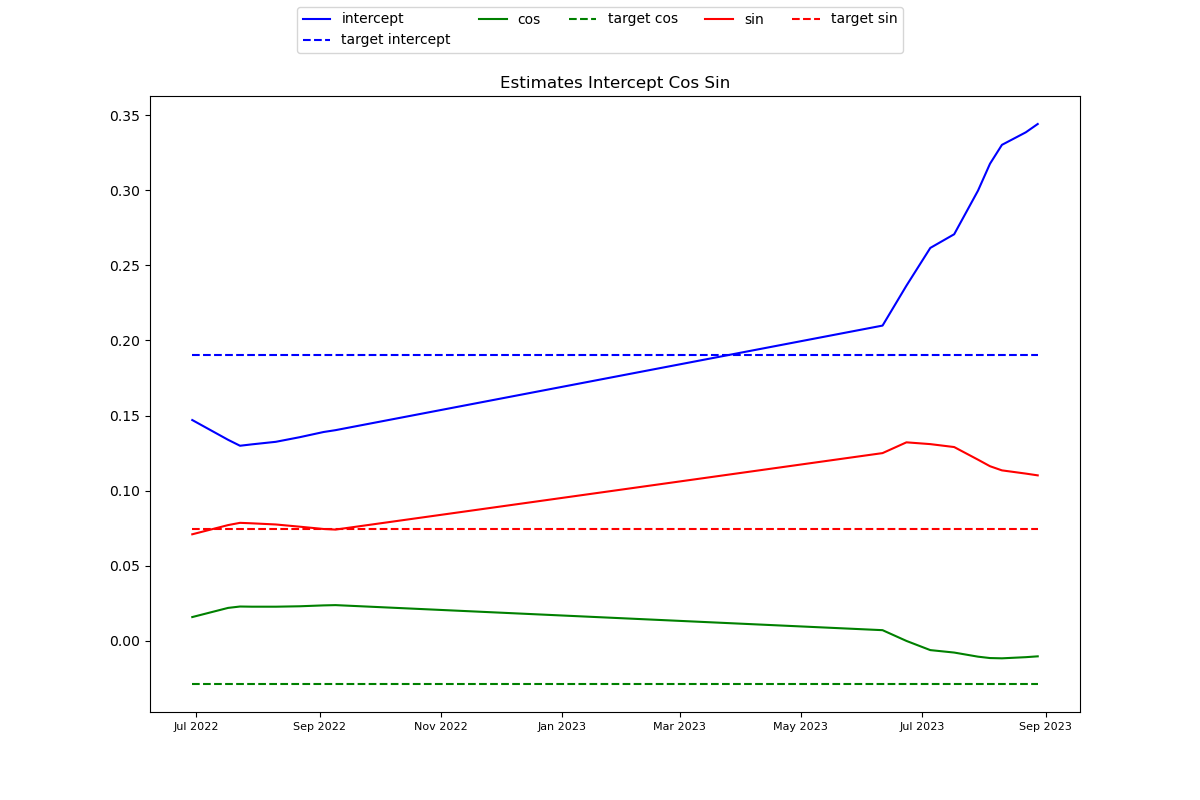 intercept cos target cos sin target sin
target intercept
Estimates Intercept Cos Sin
0.35
0.30
0.25
0.20
0.15
0.10
0.05
0.00
Jul 2022 Sep 2022 Nov 2022 Jan 2023 Mar 2023 May 2023 Jul 2023 Sep 2023